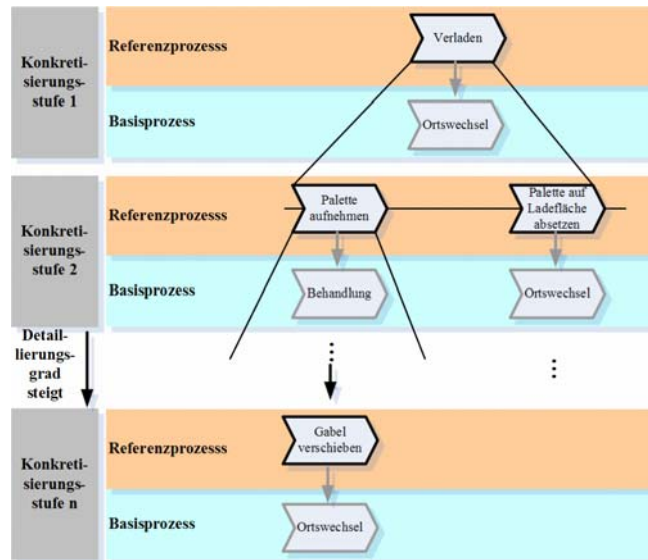 Konkreti-
sierungs-
stufe 1
Referenzprozesss
Verladen
Basisprozess
Ortswechsel
Konkreti-
sierungs-
stufe 2
Referenzprozesss
Palette
aufnehmen
Palette auf
Ladefläche
absetzen
Basisprozess
Behandlung
Ortswechsel
Detail-
lierungs-
grad
steigt
Konkreti-
sierungs-
stufe n
Referenzprozesss
Gabel
verschieben
Basisprozess
Ortswechsel